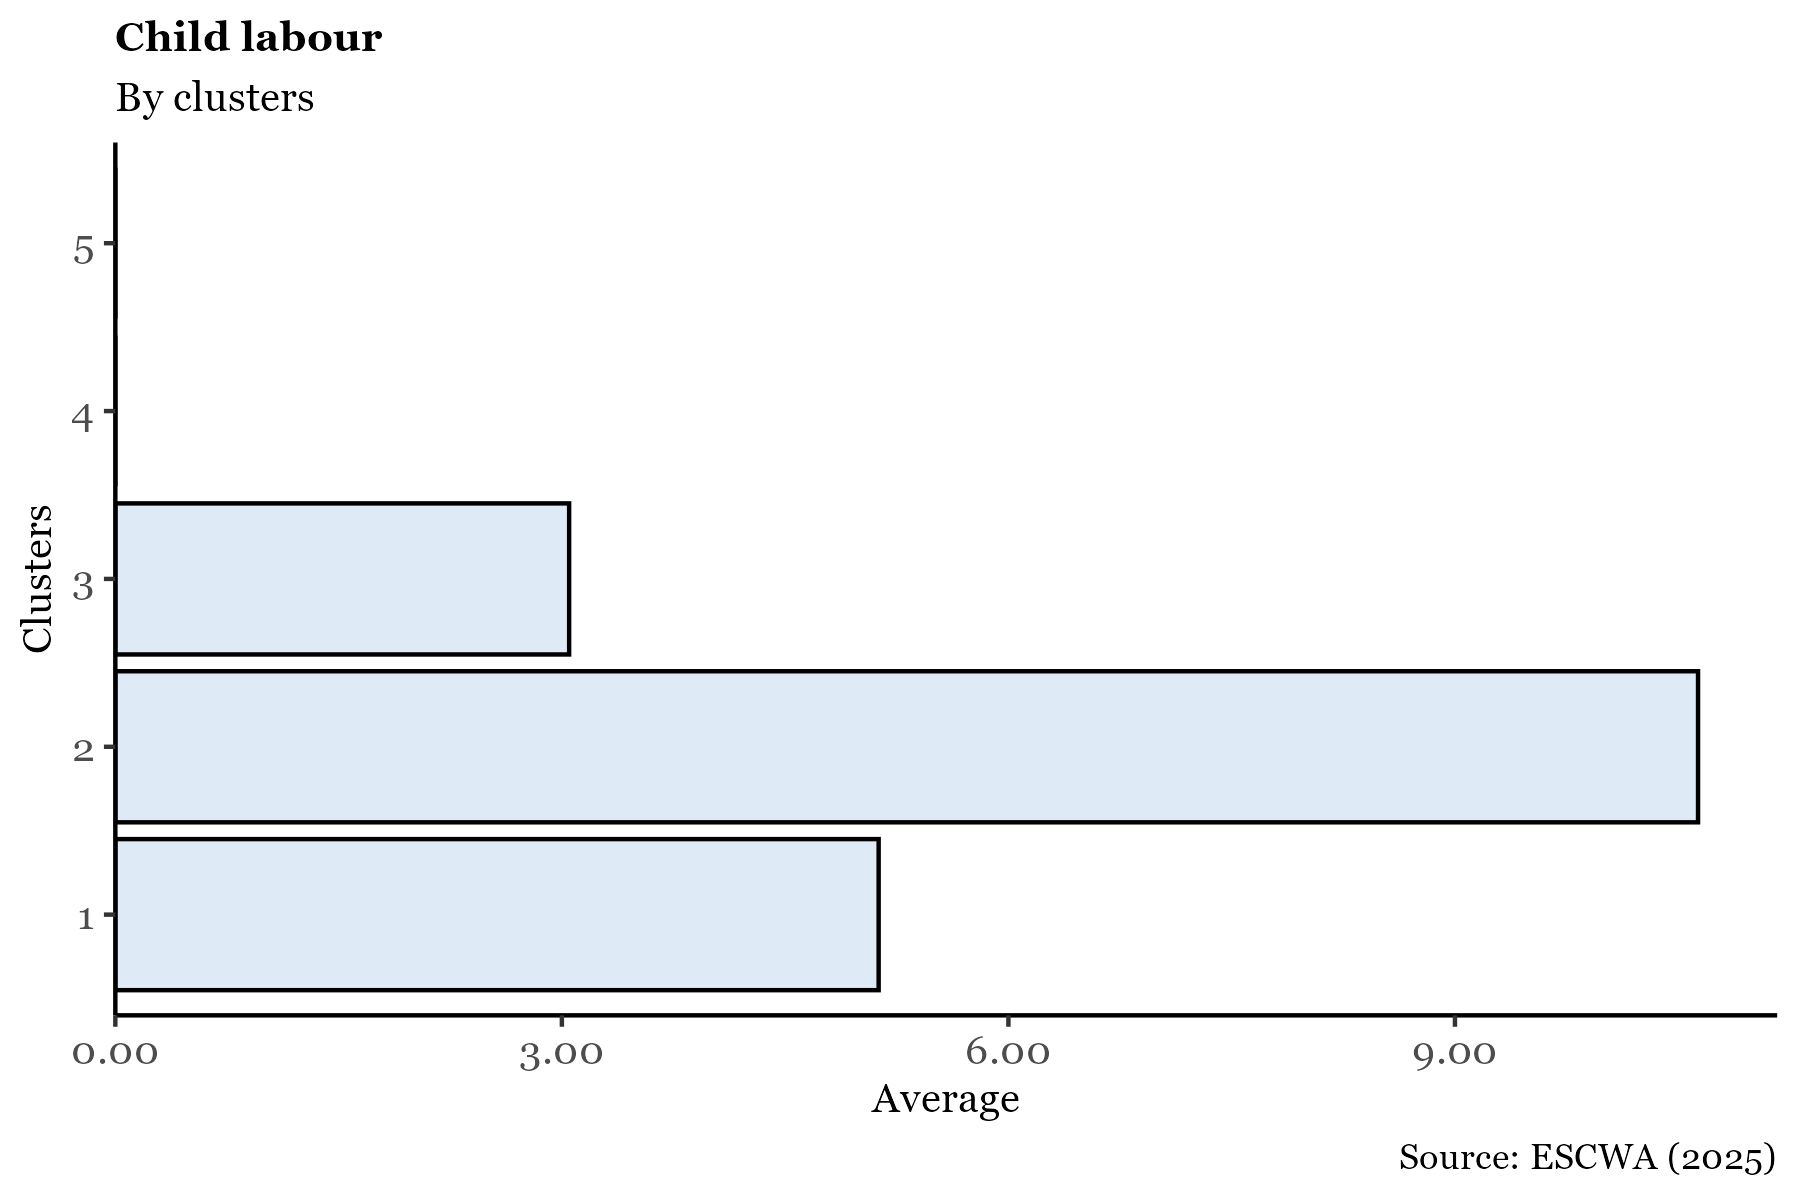 Child labour
By clusters
Clusters
5
4
3
2
1
0.00 3.00 6.00 9.00
Average
Source: ESCWA (2025)